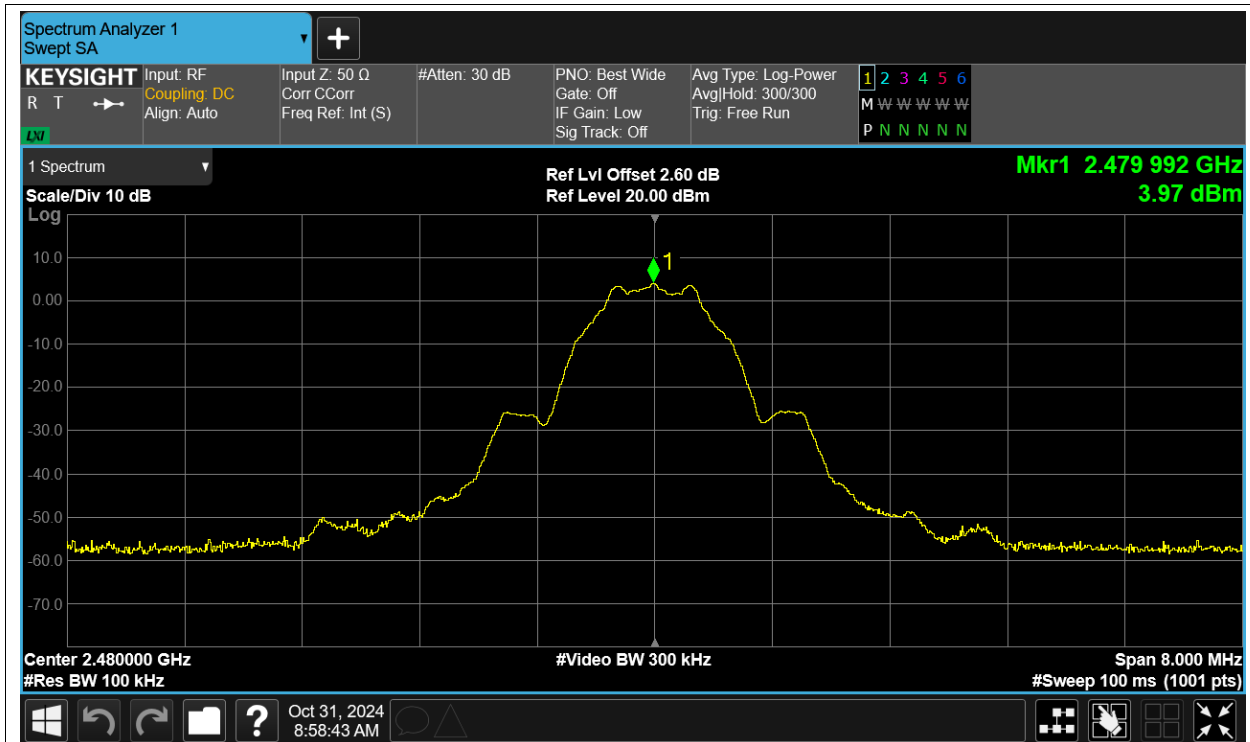 Spectrum Analyzer 1
Swept SA
+
KEYSIGHT
R T
LXI
Input: RF
Coupling: DC
Align: Auto
Input Z: 50 Ω
Corr CCorr
Freq Ref: Int (S)
#Atten: 30 dB
PNO: Best Wide
Gate: Off
IF Gain: Low
Sig Track: Off
Avg Type: Log-Power
Avg|Hold: 300/300
Trig: Free Run
1 2 3 4 5 6
M W W W W W
P N N N N N
1 Spectrum
Scale/Div 10 dB
Log
Ref Lvl Offset 2.60 dB
Ref Level 20.00 dBm
Mkr1 2.479 992 GHz
3.97 dBm
1
10.0
0.00
-10.0
-20.0
-30.0
-40.0
-50.0
-60.0
-70.0
Center 2.480000 GHz
#Video BW 300 kHz
Span 8.000 MHz
#Res BW 100 kHz
#Sweep 100 ms (1001 pts)
?
Oct 31, 2024
8:58:43 AM